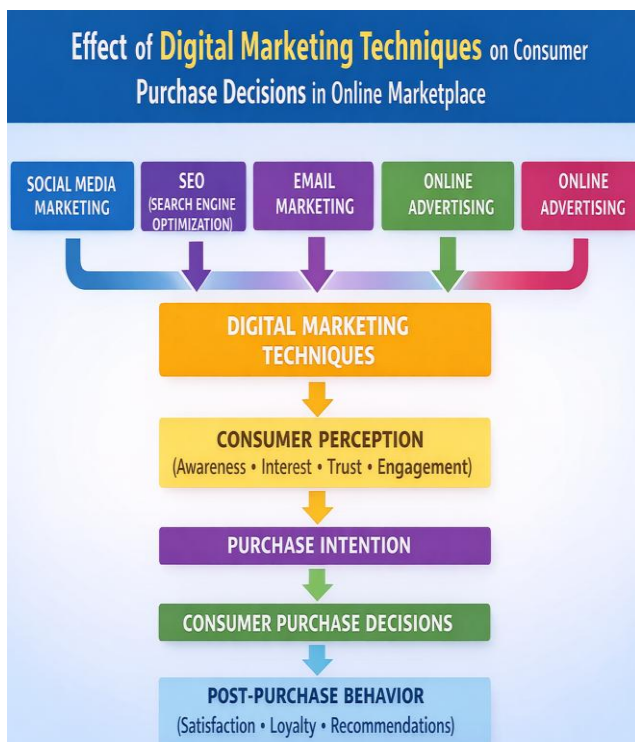 Effect of Digital Marketing Techniques on Consumer
Purchase Decisions in Online Marketplace
SOCIAL MEDIA
MARKETING
SEO
(SEARCH ENGINE
OPTIMIZATION)
EMAIL
MARKETING
ONLINE
ADVERTISING
ONLINE
ADVERTISING
DIGITAL MARKETING
TECHNIQUES
CONSUMER PERCEPTION
(Awareness • Interest • Trust • Engagement)
PURCHASE INTENTION
CONSUMER PURCHASE DECISIONS
POST-PURCHASE BEHAVIOR
(Satisfaction • Loyalty • Recommendations)